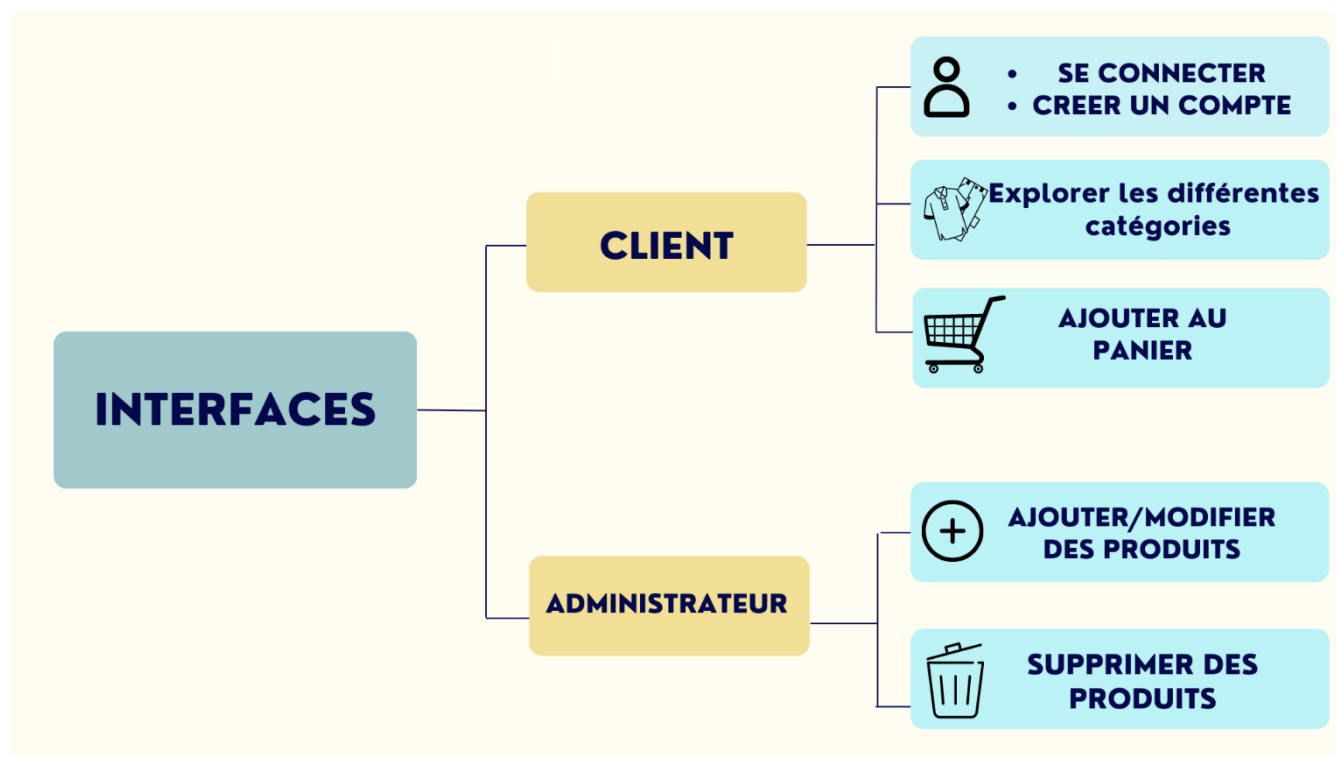 INTERFACES
CLIENT
• SE CONNECTER
• CREER UN COMPTE
Explorer les différentes
catégories
AJOUTER AU
PANIER
ADMINISTRATEUR
AJOUTER/MODIFIER
DES PRODUITS
SUPPRIMER DES
PRODUITS